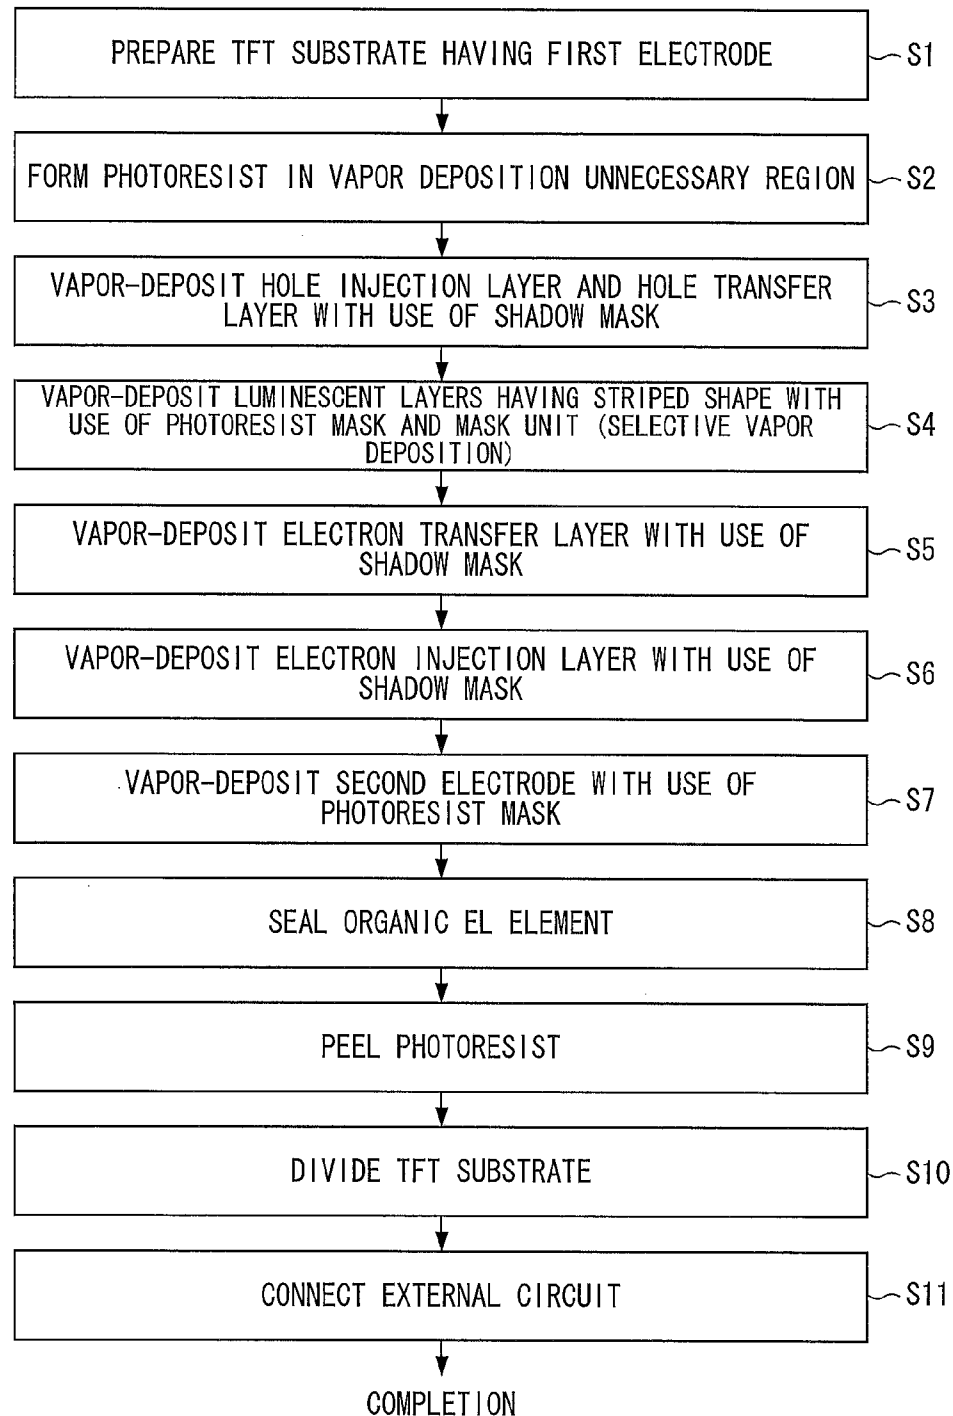 PREPARE TFT SUBSTRATE HAVING FIRST ELECTRODE
S1
FORM PHOTORESIST IN VAPOR DEPOSITION UNNECESSARY REGION
S2
VAPOR-DEPOSIT HOLE INJECTION LAYER AND HOLE TRANSFER
LAYER WITH USE OF SHADOW MASK
S3
VAPOR-DEPOSIT LUMINESCENT LAYERS HAVING STRIPED SHAPE WITH
USE OF PHOTORESIST MASK AND MASK UNIT (SELECTIVE VAPOR
DEPOSITION)
S4
VAPOR-DEPOSIT ELECTRON TRANSFER LAYER WITH USE OF
SHADOW MASK
S5
VAPOR-DEPOSIT ELECTRON INJECTION LAYER WITH USE OF
SHADOW MASK
S6
VAPOR-DEPOSIT SECOND ELECTRODE WITH USE OF
PHOTORESIST MASK
S7
SEAL ORGANIC EL ELEMENT
S8
PEEL PHOTORESIST
S9
DIVIDE TFT SUBSTRATE
S10
CONNECT EXTERNAL CIRCUIT
S11
COMPLETION